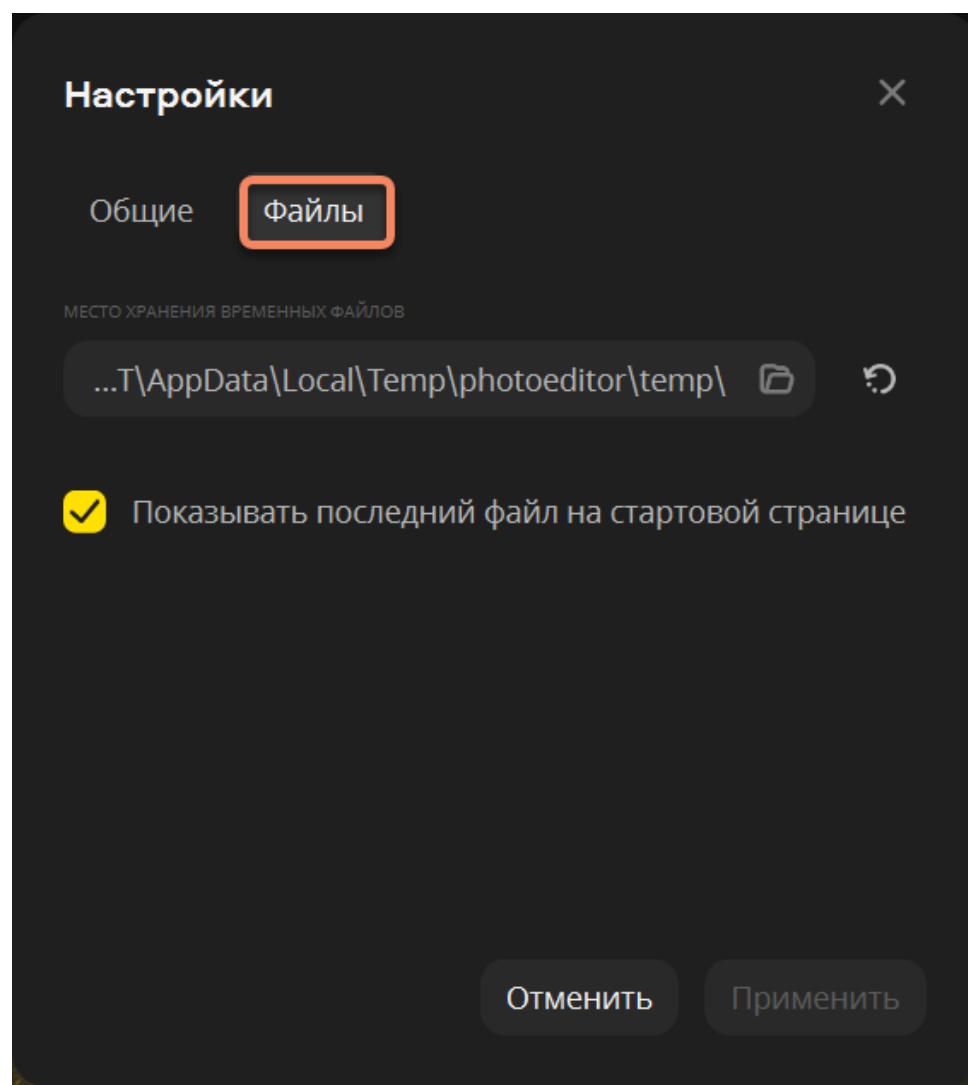 Настройки
Общие Файлы
МЕСТО ХРАНЕНИЯ ВРЕМЕННЫХ ФАЙЛОВ
...T\AppData\Local\Temp\photoeditor\temp\
Показывать последний файл на стартовой странице
Отменить Применить